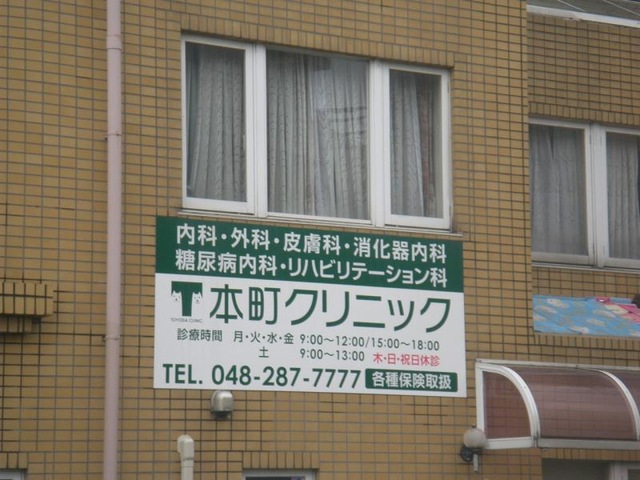 内科・外科・皮膚科・消化器内科
糖尿病内科・リハビリテーション科
本町クリニック
TOYODA CLINIC
診療時間 月・火・水・金 9:00～12:00/15:00～18:00
土 9:00～13:00 木・日・祝日休診
TEL. 048-287-7777 各種保険取扱